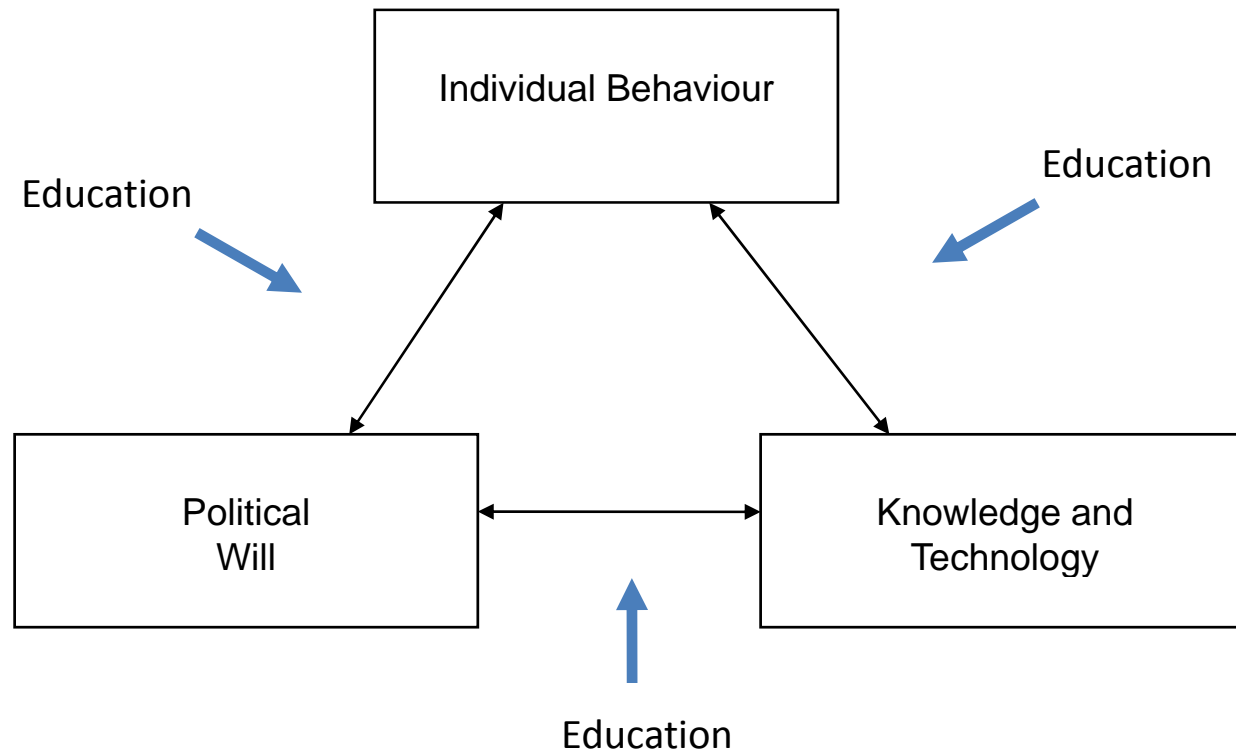 Individual Behaviour
Education
Education
Political
Will
Knowledge and
Technology
Education